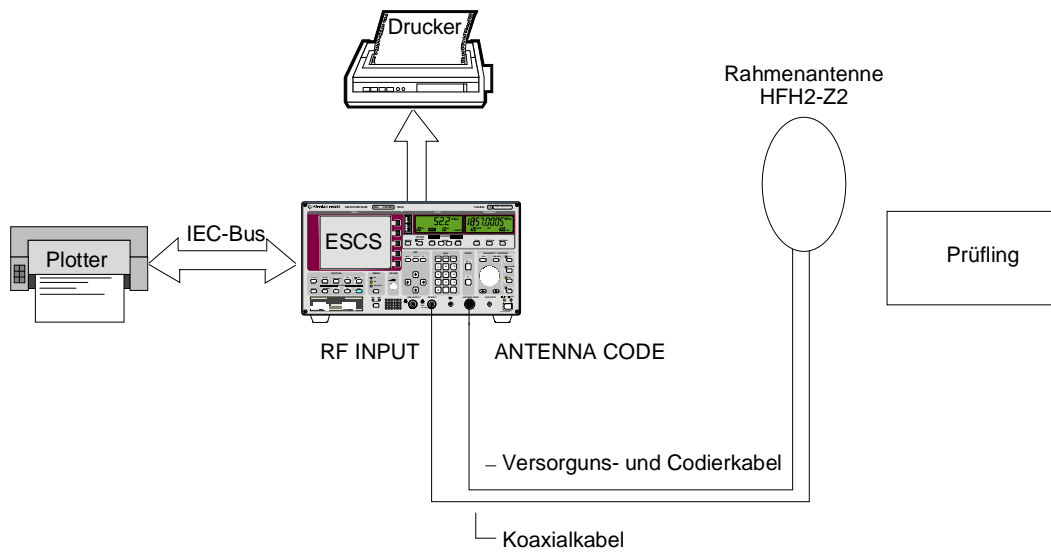 Drucker
Rahmenantenne
HFH2-Z2
IEC-Bus
ESCS
Plotter
Prüfling
RF INPUT
ANTENNA CODE
Versorguns- und Codierkabel
Koaxialkabel